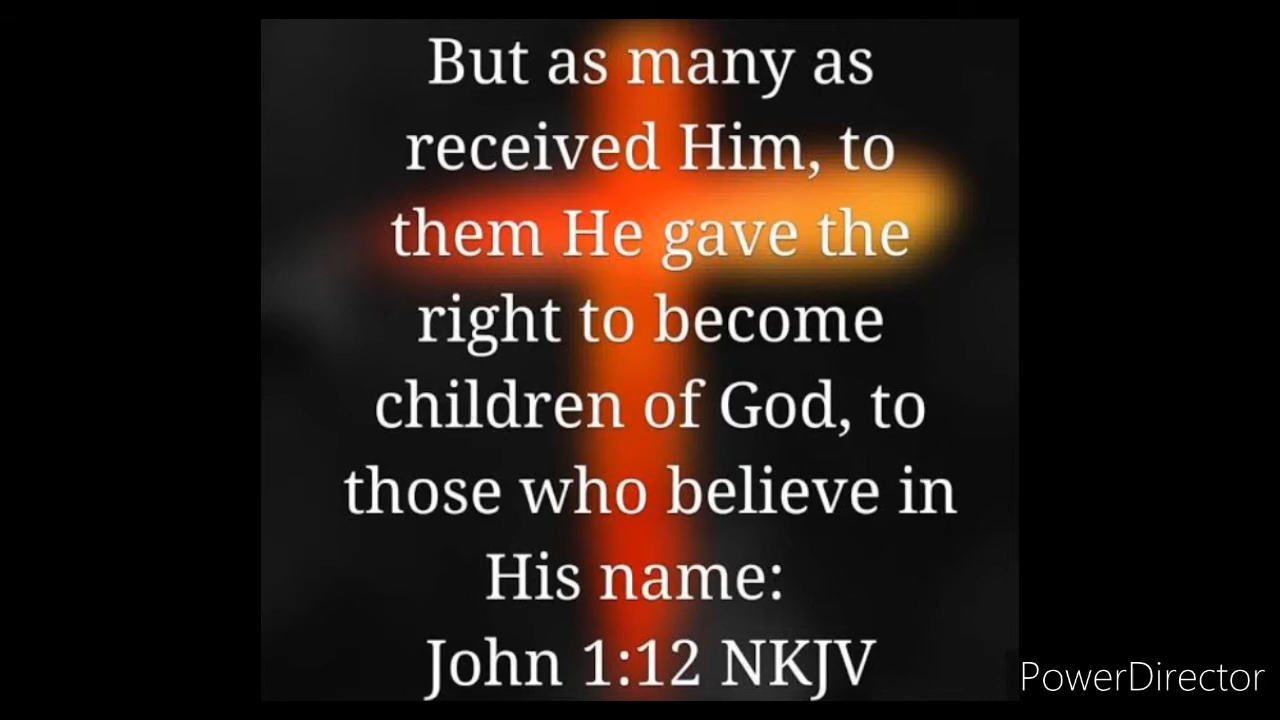 But as many as
received Him, to
them He gave the
right to become
children of God, to
those who believe in
His name:
John 1:12 NKJV
PowerDirector